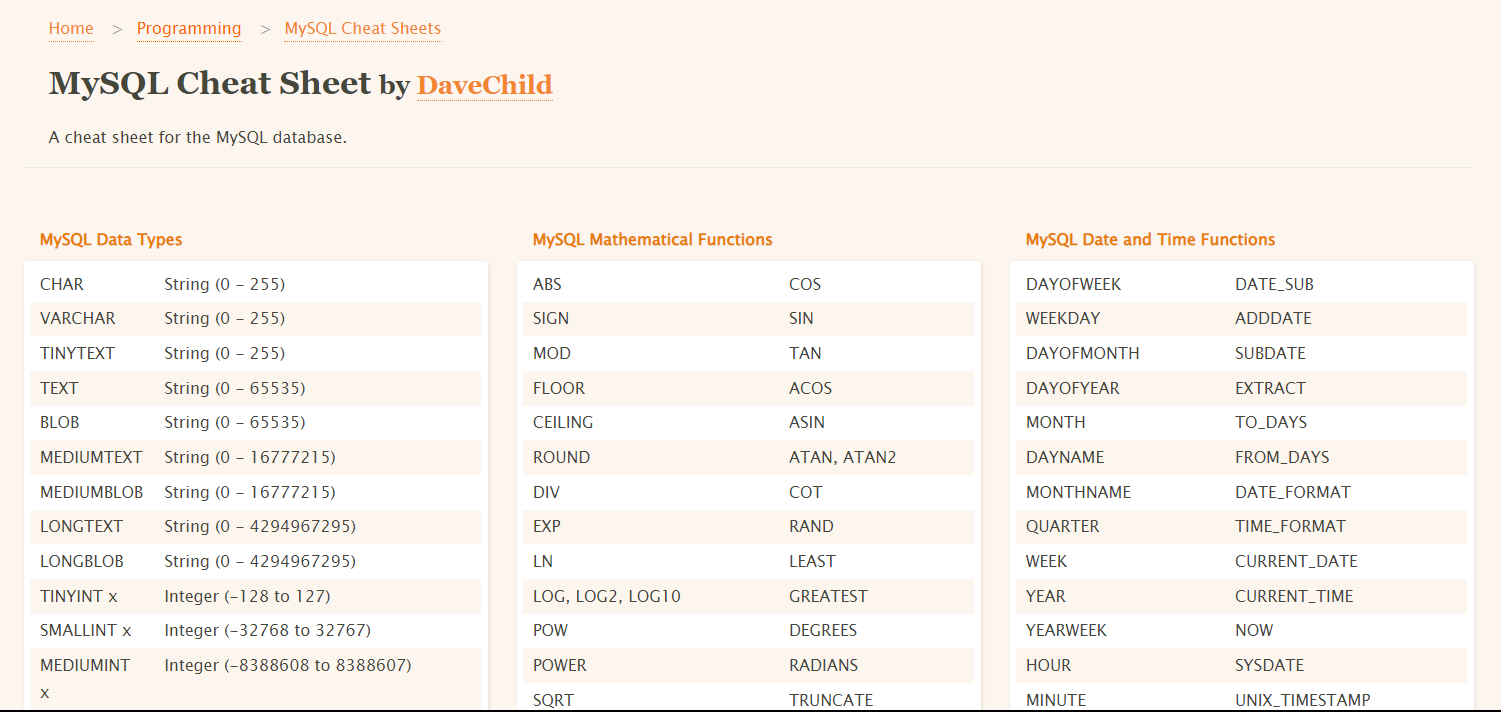 Home > Programming > MySQL Cheat Sheets
MySQL Cheat Sheet by DaveChild
A cheat sheet for the MySQL database.
MySQL Data Types
CHAR String (0 – 255)
VARCHAR String (0 – 255)
TINYTEXT String (0 – 255)
TEXT String (0 – 65535)
BLOB String (0 – 65535)
MEDIUMTEXT String (0 – 16777215)
MEDIUMBLOB String (0 – 16777215)
LONGTEXT String (0 – 4294967295)
LONGBLOB String (0 – 4294967295)
TINYINT x Integer (–128 to 127)
SMALLINT x Integer (–32768 to 32767)
MEDIUMINT Integer (–8388608 to 8388607)
x
MySQL Mathematical Functions
ABS COS
SIGN SIN
MOD TAN
FLOOR ACOS
CEILING ASIN
ROUND ATAN, ATAN2
DIV COT
EXP RAND
LN LEAST
LOG, LOG2, LOG10 GREATEST
POW DEGREES
POWER RADIANS
SQRT TRUNCATE
MySQL Date and Time Functions
DAYOFWEEK DATE_SUB
WEEKDAY ADDDATE
DAYOFMONTH SUBDATE
DAYOFYEAR EXTRACT
MONTH TO_DAYS
DAYNAME FROM_DAYS
MONTHNAME DATE_FORMAT
QUARTER TIME_FORMAT
WEEK CURRENT_DATE
YEAR CURRENT_TIME
YEARWEEK NOW
HOUR SYSDATE
MINUTE UNIX_TIMESTAMP